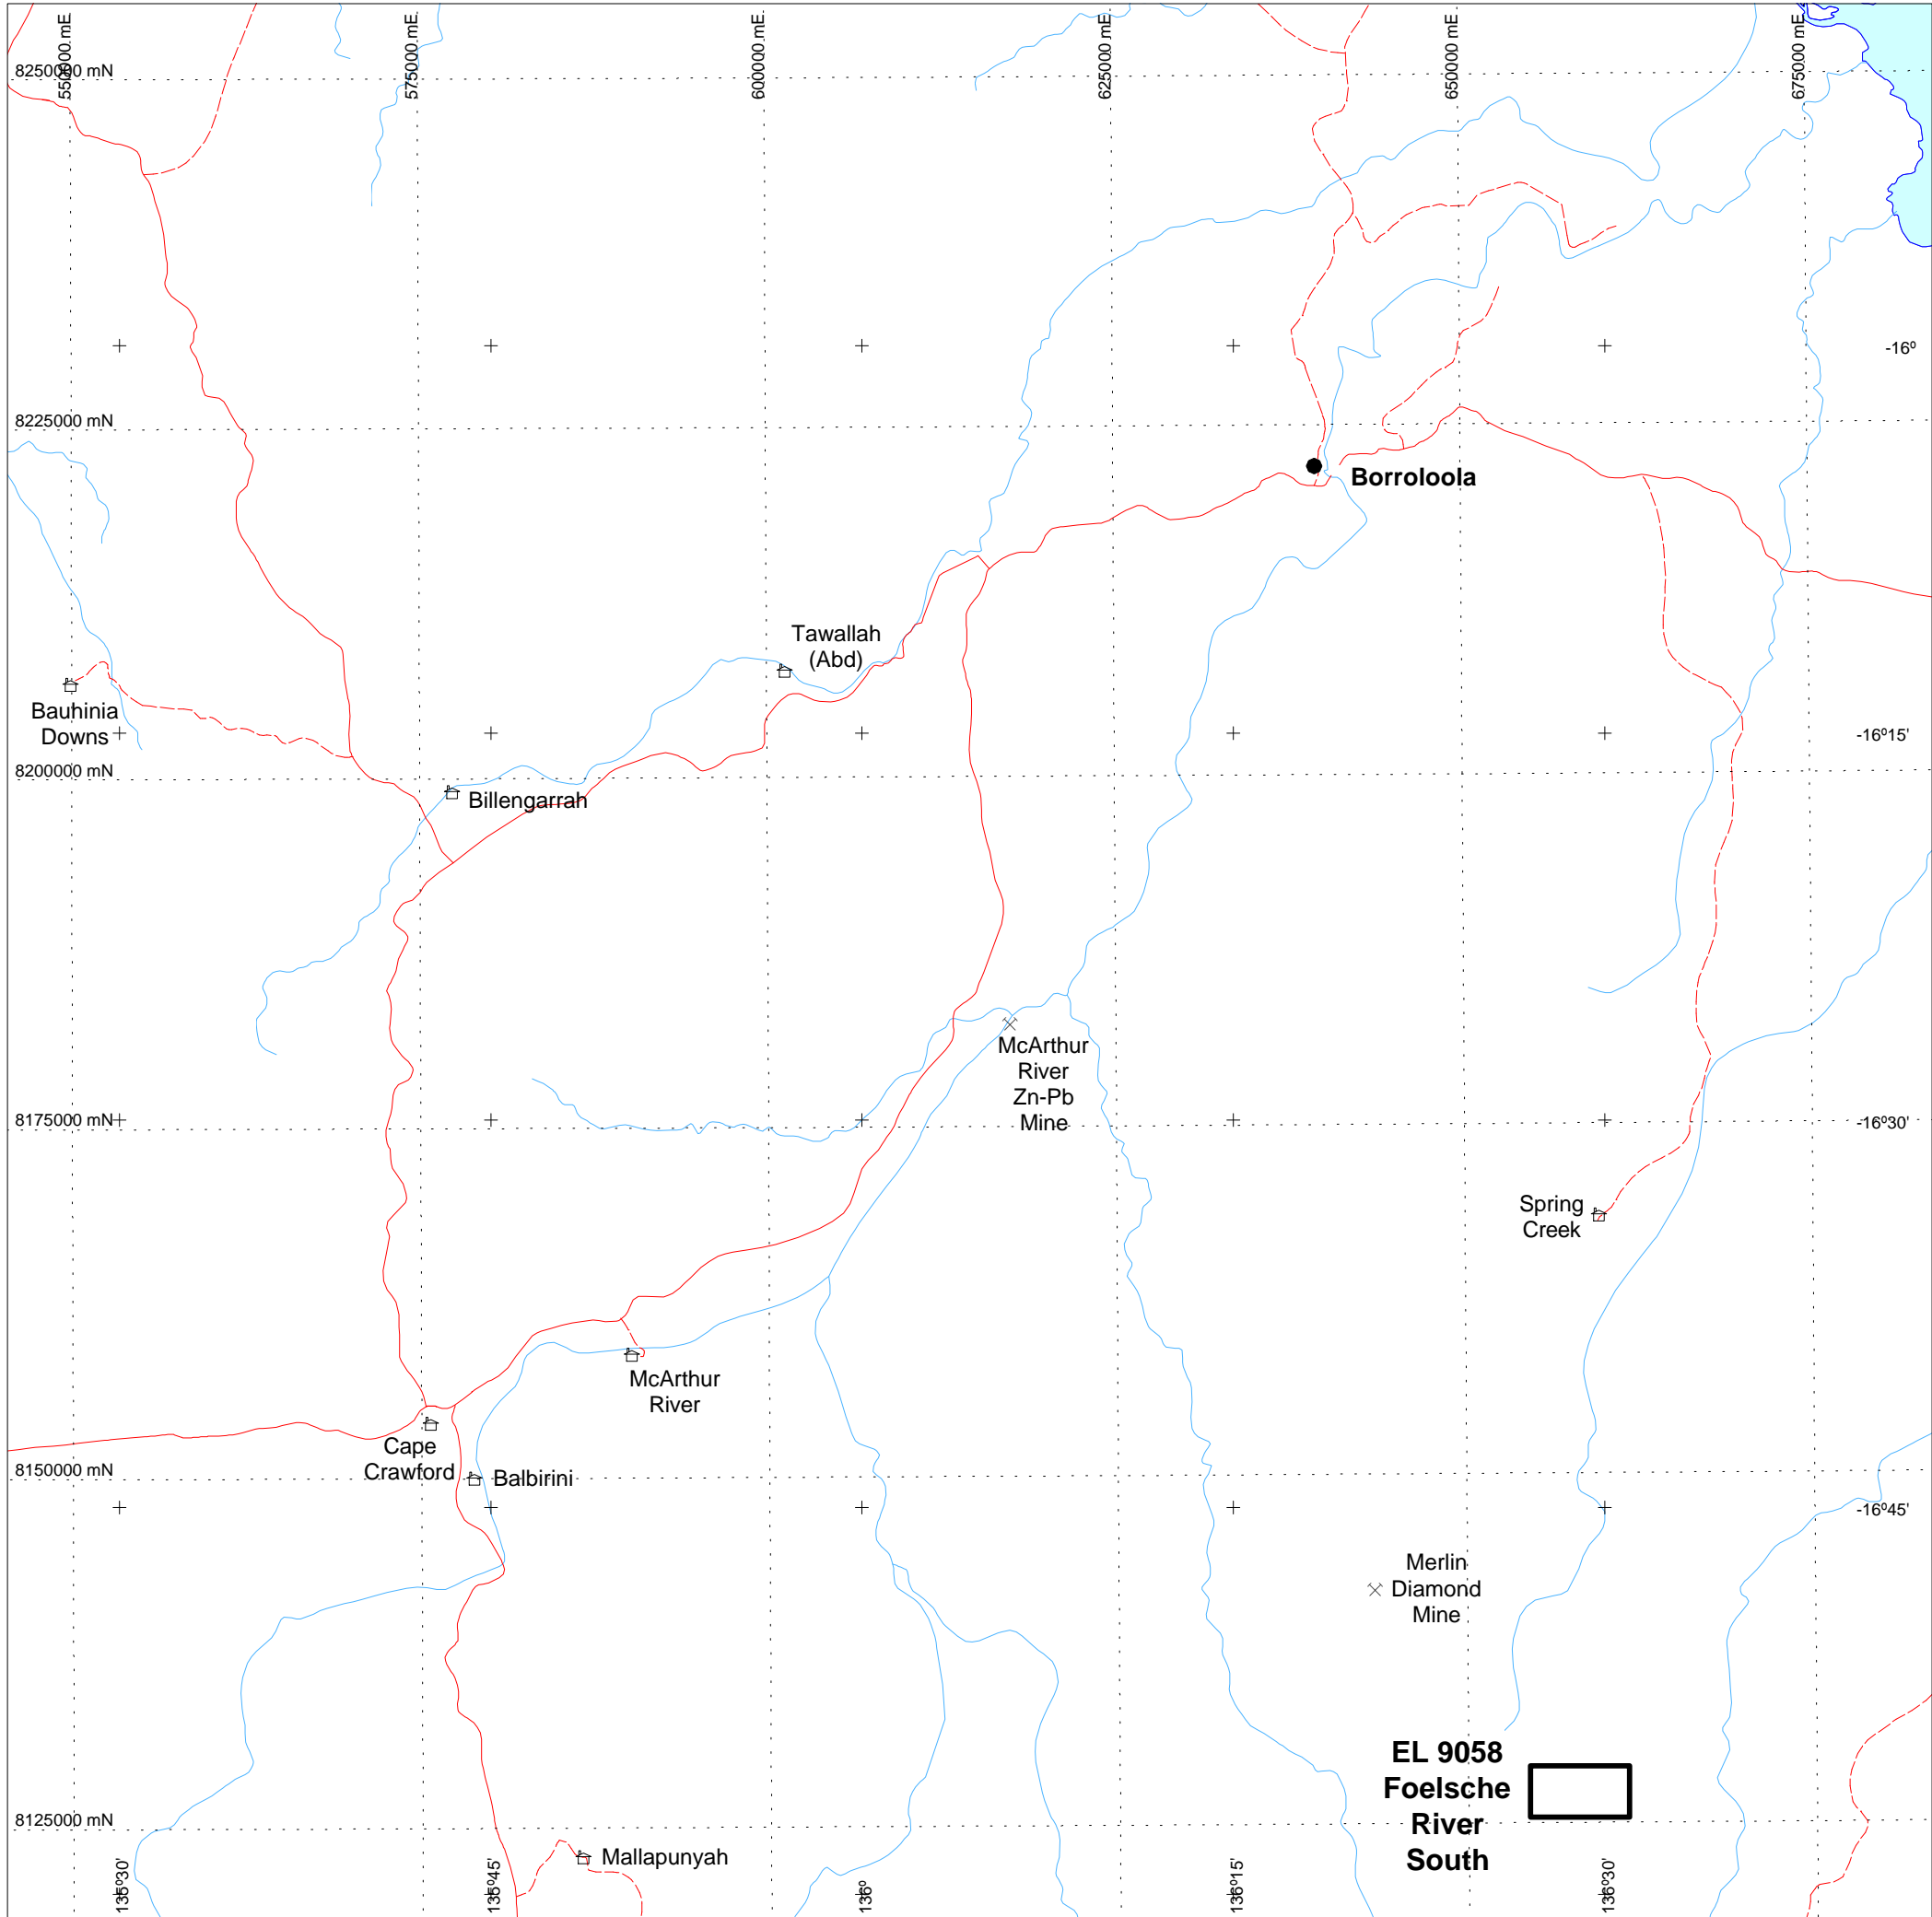 550000 mE
575000 mE
600000 mE
625000 mE
650000 mE
675000 mE
8250000 mN
-16º
8225000 mN
Borroloola
Tawallah
(Abd)
Bauhinia
Downs
-16º15'
8200000 mN
Billengarrah
McArthur
River
Zn-Pb
Mine
8175000 mN
-16º30'
Spring
Creek
McArthur
River
Cape
Crawford
8150000 mN
Balbirini
-16º45'
Merlin
Diamond
Mine
EL 9058
Foelsche
River
South
8125000 mN
Mallapunyah
135º30'
135º45'
136º
136º15'
136º30'